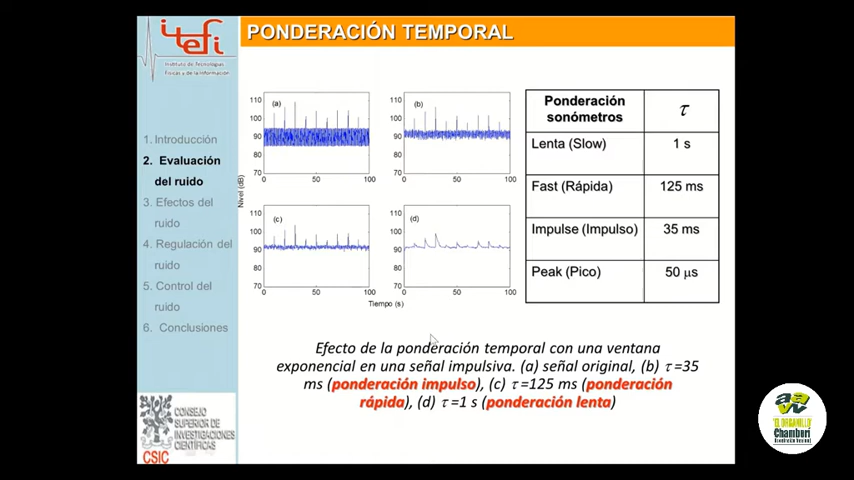 itefi
Instituto de Tecnologías
Físicas y de la Información
PONDERACIÓN TEMPORAL
1. Introducción
2. Evaluación
del ruido
3. Efectos del
ruido
4. Regulación del
ruido
5. Control del
ruido
6. Conclusiones
CONSEJO
SUPERIOR DE
INVESTIGACIONES
CIENTÍFICAS
CSIC
Nivel (dB)
(a)
110
100
90
80
70
0 50 100
(b)
110
100
90
80
70
0 50 100
(c)
110
100
90
80
70
0 50 100
(d)
110
100
90
80
70
0 50 100
Tiempo (s)
Ponderación
sonómetros
τ
Lenta (Slow) 1 s
Fast (Rápida) 125 ms
Impulse (Impulso) 35 ms
Peak (Pico) 50 μs
Efecto de la ponderación temporal con una ventana
exponencial en una señal impulsiva. (a) señal original, (b) τ =35
ms (ponderación impulso), (c) τ =125 ms (ponderación
rápida), (d) τ =1 s (ponderación lenta)
"EL ORGANILLO"
Chamberí